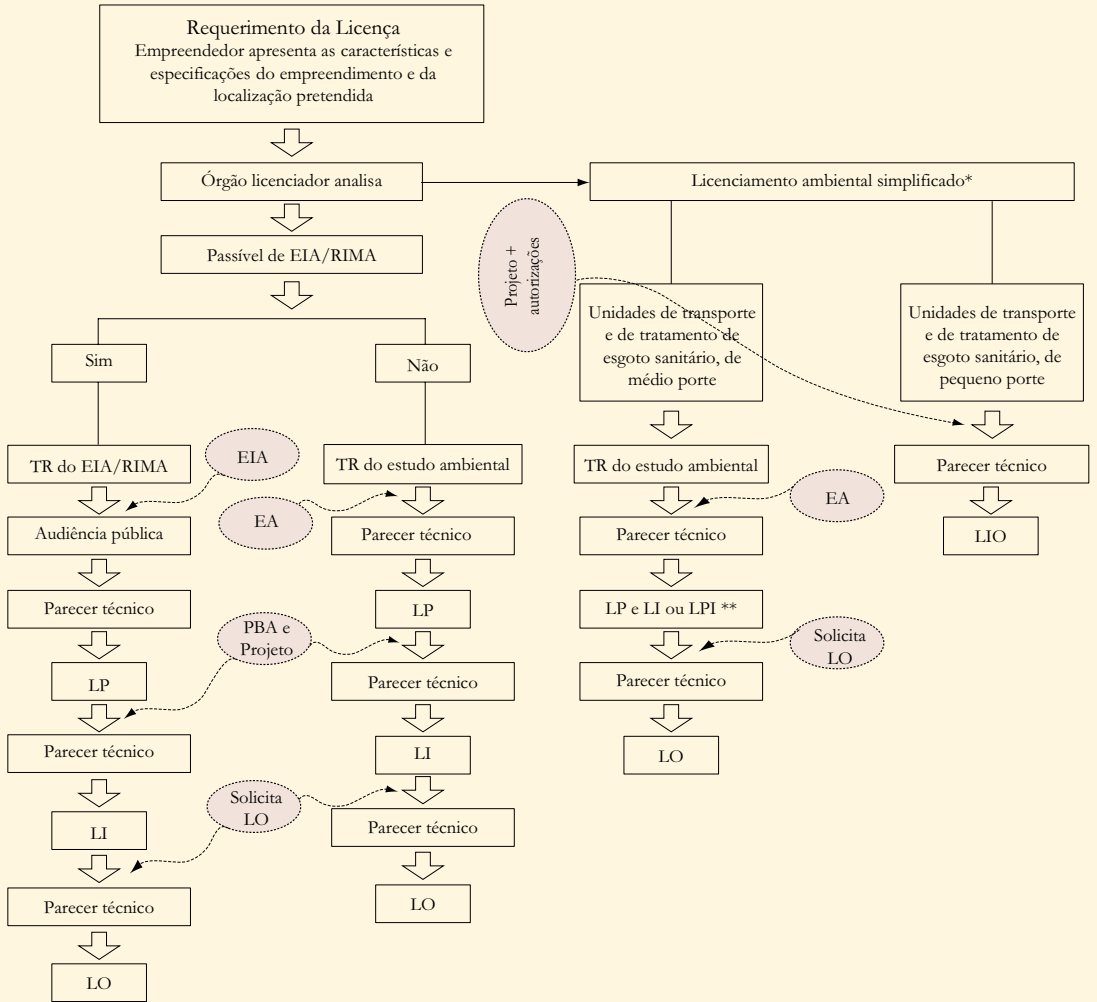 Requerimento da Licença
Empreendedor apresenta as características e
especificações do empreendimento e da
localização pretendida
Órgão licenciador analisa
Licenciamento ambiental simplificado*
Passível de EIA/RIMA
Projeto +
autorizações
Sim
Não
Unidades de transporte
e de tratamento de
esgoto sanitário, de
médio porte
Unidades de transporte
e de tratamento de
esgoto sanitário, de
pequeno porte
TR do EIA/RIMA
EIA
TR do estudo ambiental
TR do estudo ambiental
Parecer técnico
EA
EA
Audiência pública
Parecer técnico
Parecer técnico
LIO
Parecer técnico
LP
LP e LI ou LPI **
PBA e
Projeto
Solicita
LO
LP
Parecer técnico
Parecer técnico
Parecer técnico
LI
LO
Solicita
LO
LI
Parecer técnico
Parecer técnico
LO
LO